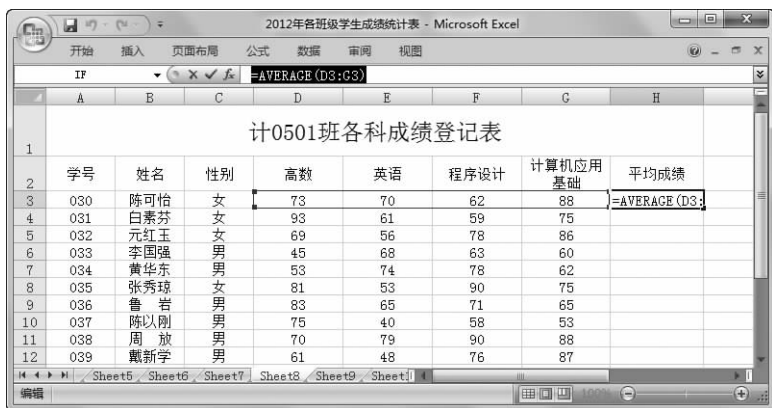 2012年各班级学生成绩统计表 - Microsoft Excel
开始 插入 页面布局 公式 数据 审阅 视图
IF fx =AVERAGE(D3:G3)
A B C D E F G H
1 计0501班各科成绩登记表
2 学号 姓名 性别 高数 英语 程序设计 计算机应用基础 平均成绩
3 030 陈可怡 女 73 70 62 88 =AVERAGE(D3:
4 031 白素芬 女 93 61 59 75
5 032 元红玉 女 69 56 78 86
6 033 李国强 男 45 68 63 60
7 034 黄华东 男 53 74 78 62
8 035 张秀琼 女 81 53 90 75
9 036 鲁 岩 男 83 65 71 65
10 037 陈以刚 男 75 40 58 53
11 038 周 放 男 70 79 90 88
12 039 戴新学 男 61 48 76 87
Sheet5 Sheet6 Sheet7 Sheet8 Sheet9 Sheet
编辑 100%